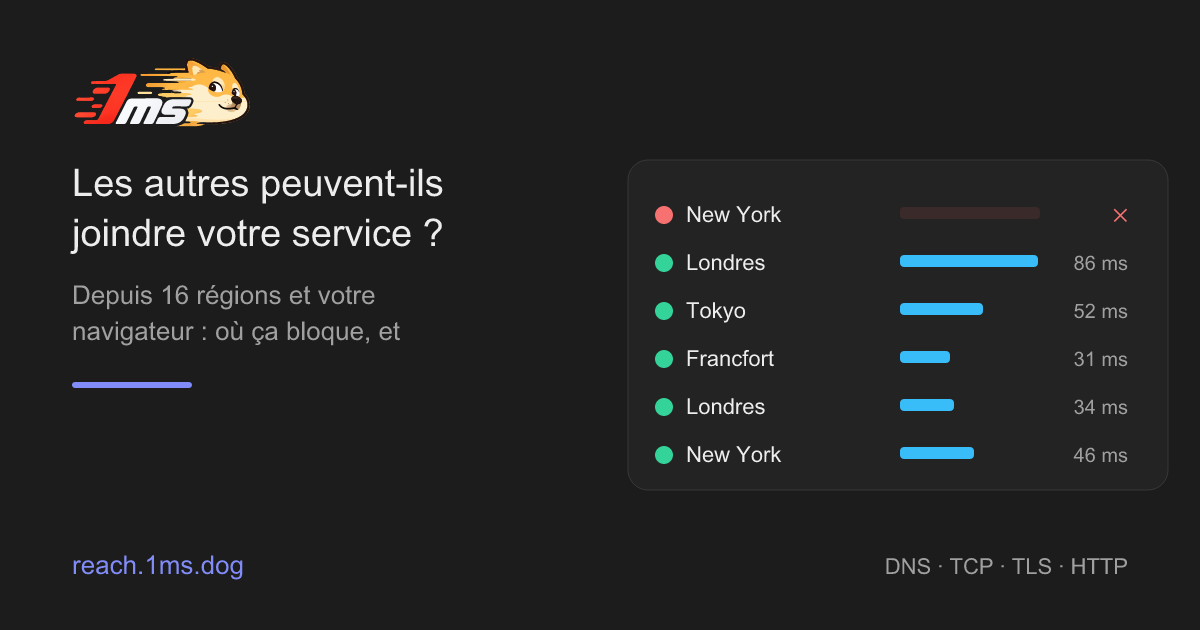 1ms
Les autres peuvent-ils
joindre votre service ?
Depuis 16 régions et votre
navigateur : où ça bloque, et
New York ×
Londres 86 ms
Tokyo 52 ms
Francfort 31 ms
Londres 34 ms
New York 46 ms
reach.1ms.dog
DNS · TCP · TLS · HTTP